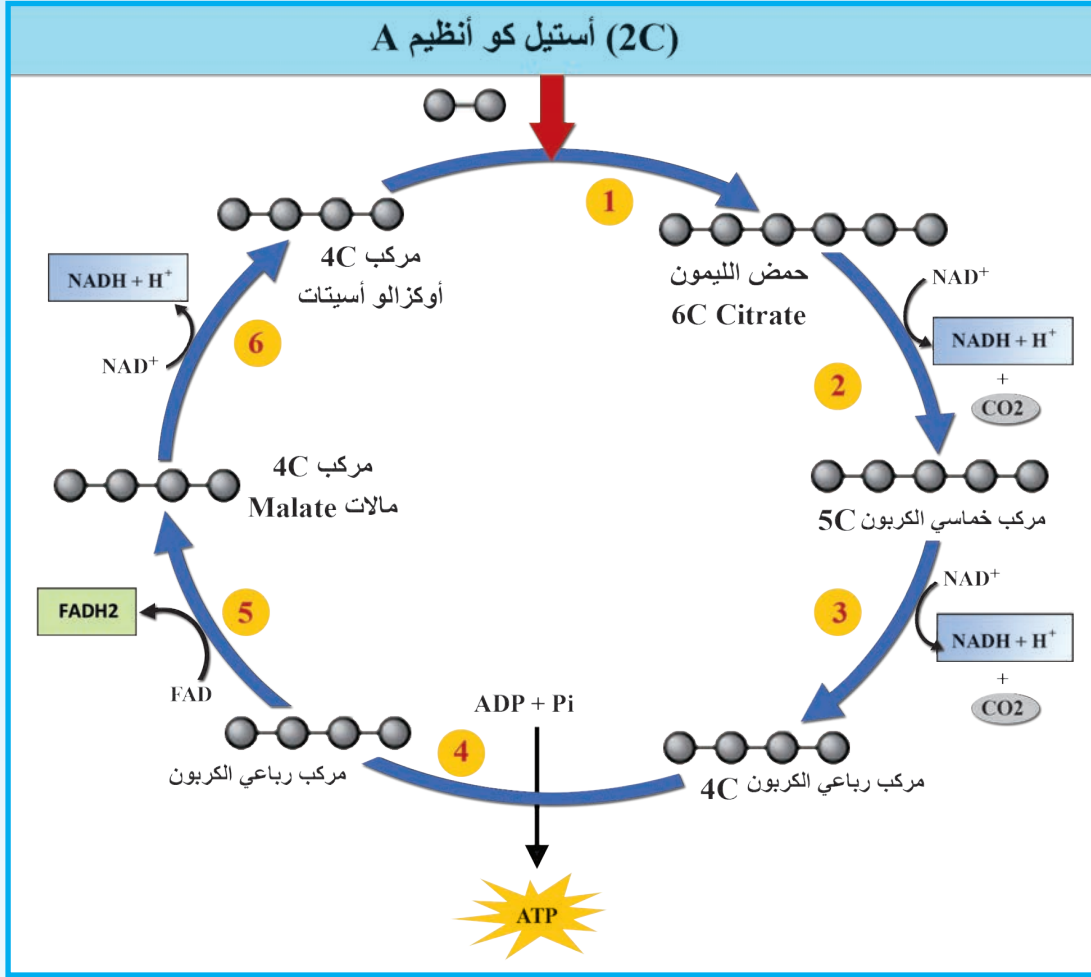 أستيل كو أنظيم A (2C)
1
مركب 4C
أوكزالو أسيتات
حمض الليمون
6C Citrate
NAD⁺
NADH + H⁺
+
CO2
2
مركب خماسي الكربون 5C
NAD⁺
NADH + H⁺
+
CO2
3
مركب رباعي الكربون 4C
ADP + Pi
4
ATP
مركب رباعي الكربون
FAD
FADH2
5
مركب 4C
مالات Malate
NAD⁺
NADH + H⁺
6